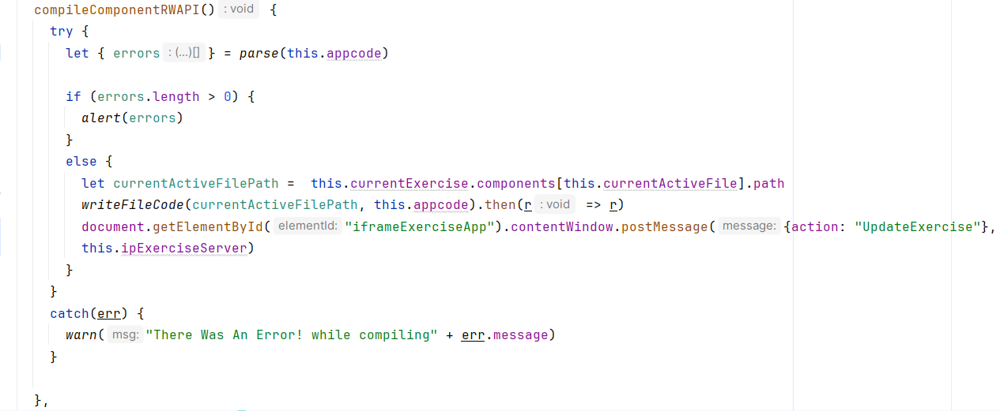 compileComponentRWAPI() : void {
try {
let { errors : (...)[] } = parse(this.appcode)
if (errors.length > 0) {
alert(errors)
}
else {
let currentActiveFilePath =  this.currentExercise.components[this.currentActiveFile].path
writeFileCode(currentActiveFilePath, this.appcode).then(r : void => r)
document.getElementById( elementId: "iframeExerciseApp").contentWindow.postMessage( message: {action: "UpdateExercise"},
this.ipExerciseServer)
}
}
catch(err) {
warn( msg: "There Was An Error! while compiling" + err.message)
}
},